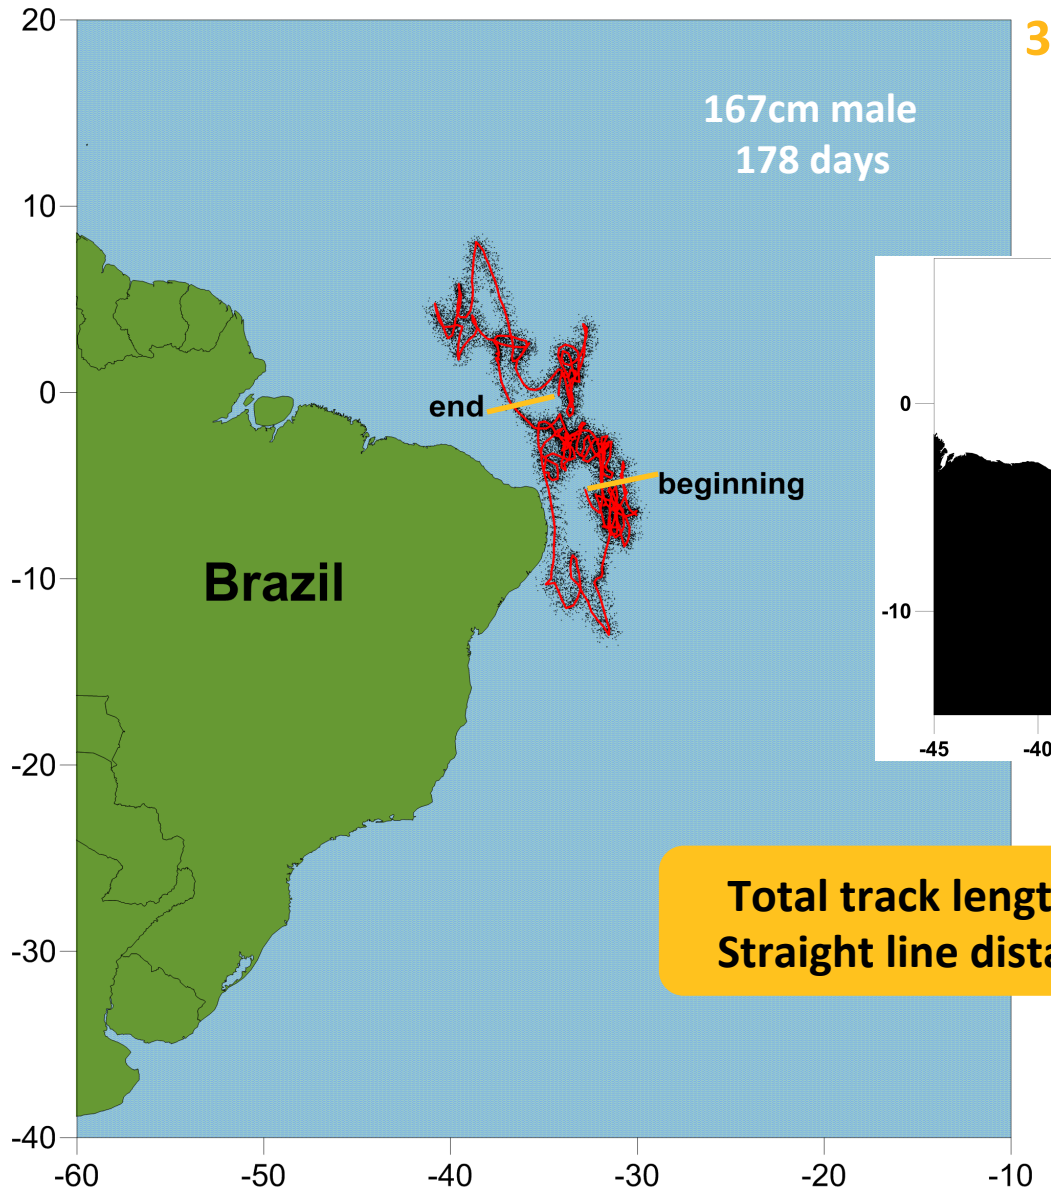 20
3
167cm male
178 days
10
0
end
beginning
0
Brazil
-10
-10
-45
-40
-20
Total track lengt
Straight line dista
-30
-40
-60
-50
-40
-30
-20
-10